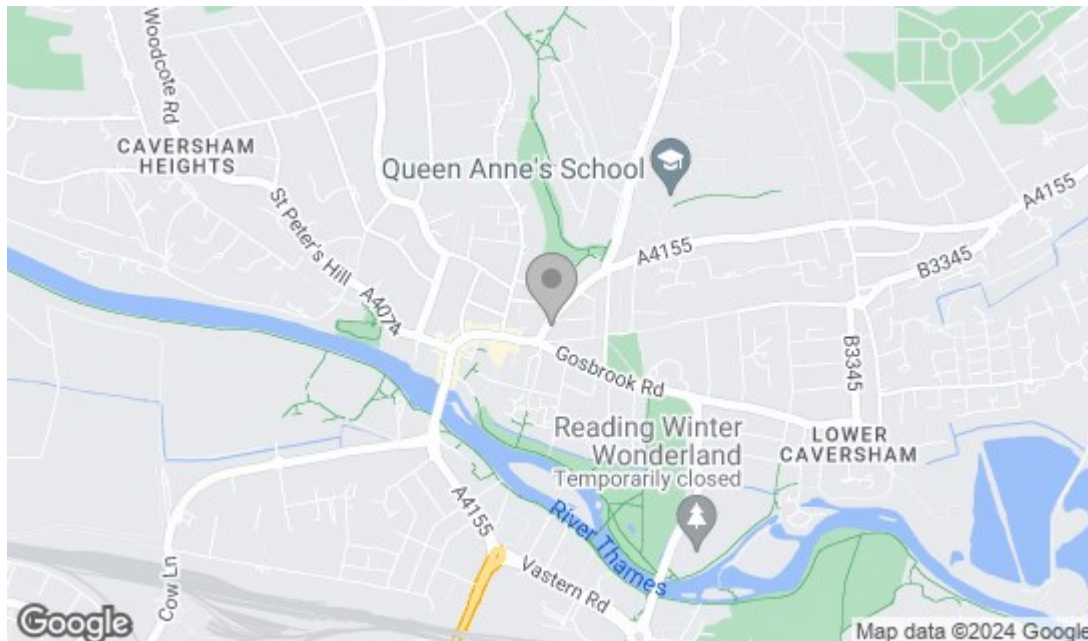 Woodcote Rd
CAVERSHAM
HEIGHTS
St Peter's Hill
A4074
Queen Anne's School
A4155
A4155
B3345
B3345
Gosbrook Rd
Reading Winter
Wonderland
Temporarily closed
LOWER
CAVERSHAM
River Thames
A4155
Vastern Rd
Cow Ln
Google
Map data ©2024 Google